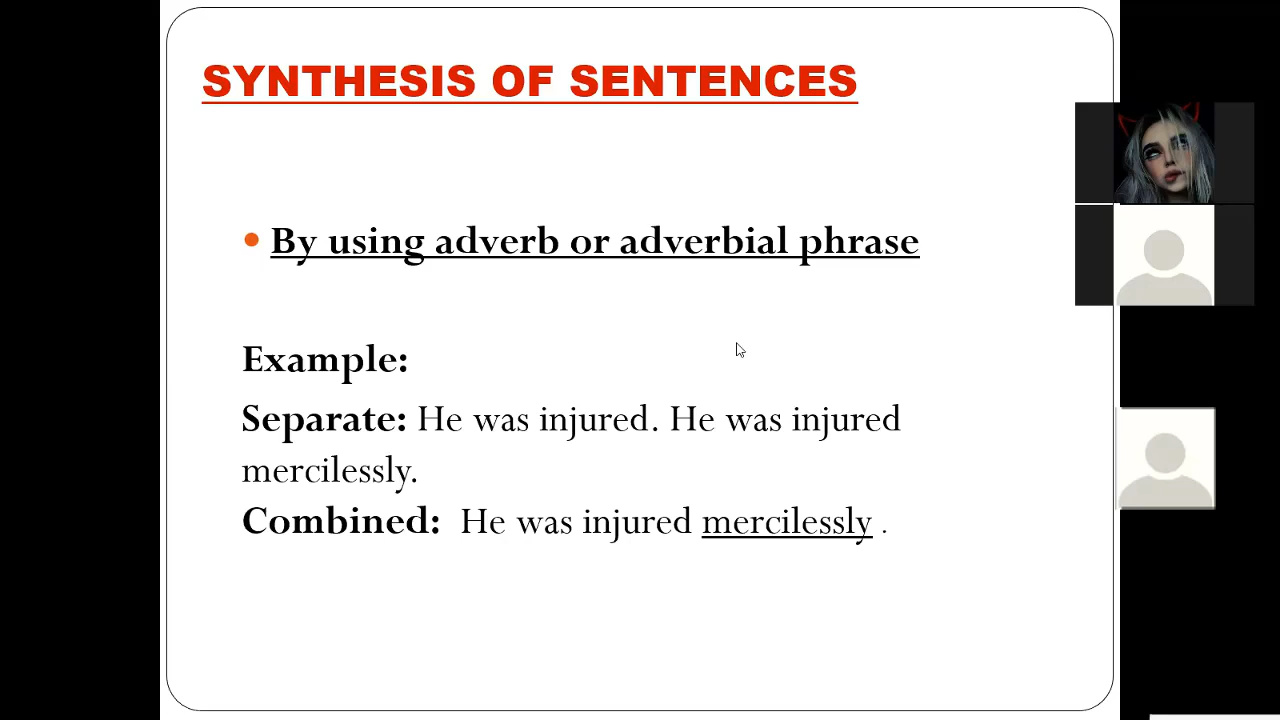 SYNTHESIS OF SENTENCES
• By using adverb or adverbial phrase
Example:
Separate: He was injured. He was injured
mercilessly.
Combined: He was injured mercilessly .